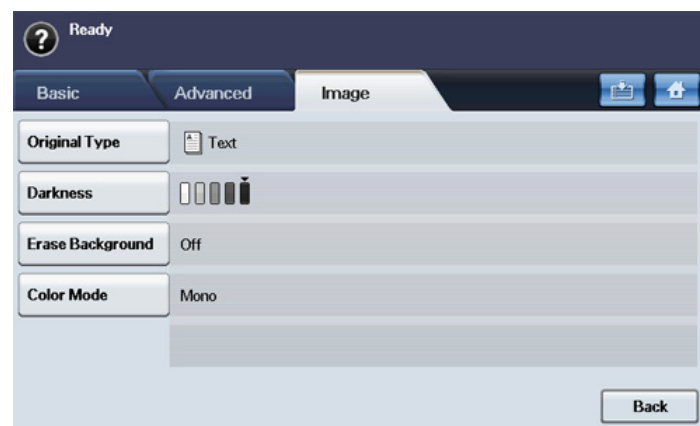 Ready
Basic Advanced Image
Original Type Text
Darkness
Erase Background Off
Color Mode Mono
Back